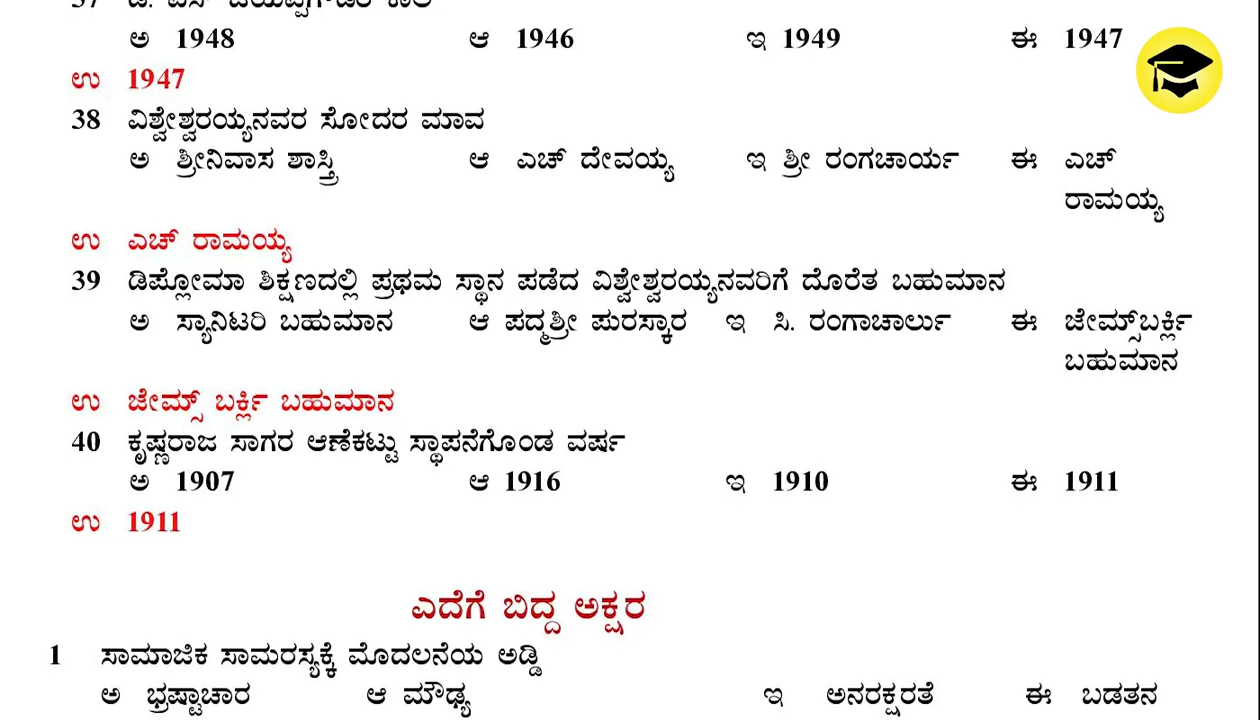 37
ಅ 1948 ಆ 1946 ಇ 1949 ಈ 1947
ಉ 1947
38 ವಿಶ್ವೇಶ್ವರಯ್ಯನವರ ಸೋದರ ಮಾವ
ಅ ಶ್ರೀನಿವಾಸ ಶಾಸ್ತ್ರಿ ಆ ಎಚ್ ದೇವಯ್ಯ ಇ ಶ್ರೀ ರಂಗಚಾರ್ಯ ಈ ಎಚ್
ರಾಮಯ್ಯ
ಉ ಎಚ್ ರಾಮಯ್ಯ
39 ಡಿಪ್ಲೋಮಾ ಶಿಕ್ಷಣದಲ್ಲಿ ಪ್ರಥಮ ಸ್ಥಾನ ಪಡೆದ ವಿಶ್ವೇಶ್ವರಯ್ಯನವರಿಗೆ ದೊರೆತ ಬಹುಮಾನ
ಅ ಸ್ಯಾನಿಟರಿ ಬಹುಮಾನ ಆ ಪದ್ಮಶ್ರೀ ಪುರಸ್ಕಾರ ಇ ಸಿ. ರಂಗಾಚಾರ್ಲು ಈ ಜೇಮ್ಸ್‌ಬರ್ಕ್ಲಿ
ಬಹುಮಾನ
ಉ ಜೇಮ್ಸ್ ಬರ್ಕ್ಲಿ ಬಹುಮಾನ
40 ಕೃಷ್ಣರಾಜ ಸಾಗರ ಆಣೆಕಟ್ಟು ಸ್ಥಾಪನೆಗೊಂಡ ವರ್ಷ
ಅ 1907 ಆ 1916 ಇ 1910 ಈ 1911
ಉ 1911
ಎದೆಗೆ ಬಿದ್ದ ಅಕ್ಷರ
1 ಸಾಮಾಜಿಕ ಸಾಮರಸ್ಯಕ್ಕೆ ಮೊದಲನೆಯ ಅಡ್ಡಿ
ಅ ಭ್ರಷ್ಟಾಚಾರ ಆ ಮೌಢ್ಯ ಇ ಅನರಕ್ಷರತೆ ಈ ಬಡತನ